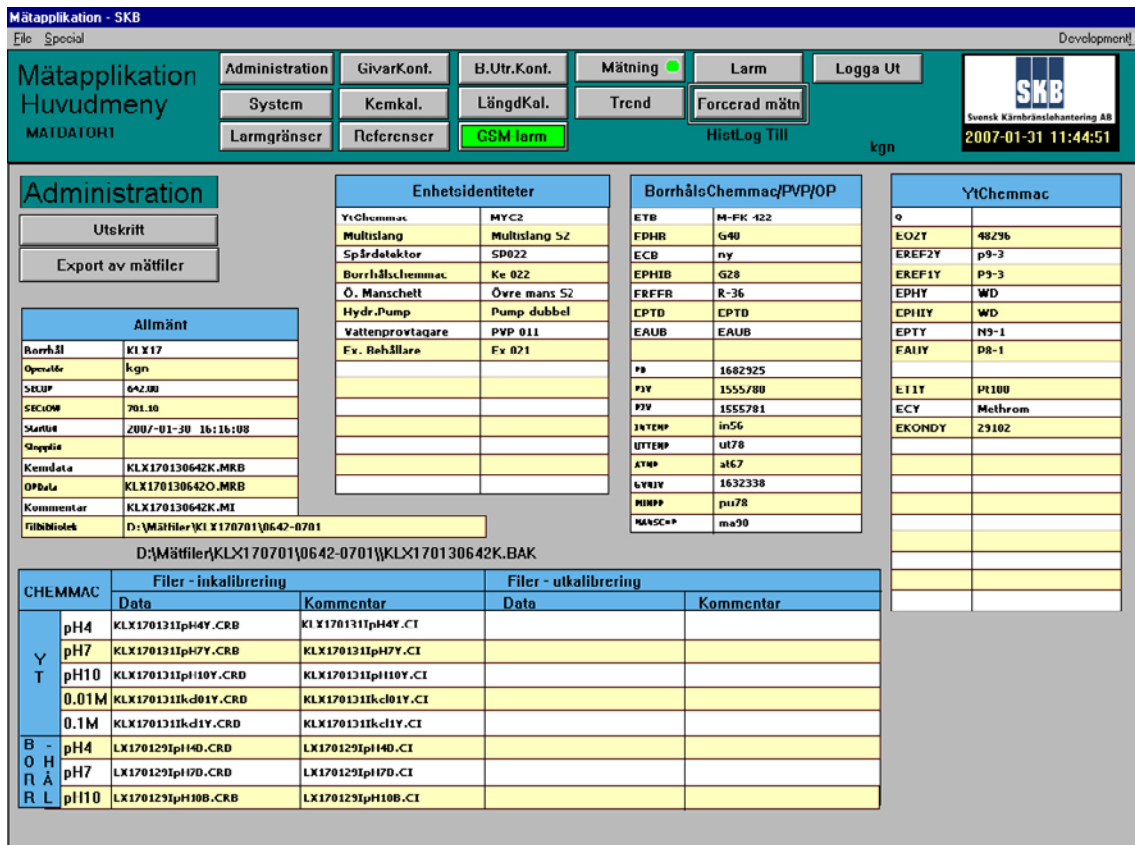 Mätapplikation - SKB
File Special Development!
Mätapplikation
Huvudmeny
MATDATOR1
Administration GivarKonf. B.Utr.Konf. Mätning Larm Logga Ut
System Kemkal. LängdKal. Trend Forcerad mätn
Larmgränser Referenser GSM larm HistLog Till kgn
SKB
Svensk Kärnbränslehantering AB
2007-01-31 11:44:51
Administration
Utskrift
Export av mätfiler
Allmänt
Borrhål KLX17
Operatör kgn
SECUP 642.00
SECLOW 701.10
Starttid 2007-01-30 16:16:08
Stopptid
Kemdata KLX170130642K.MRB
OPData KLX170130642O.MRB
Kommentar KLX170130642K.MI
Filbibliotek D:\Mätfiler\KLX170701\0642-0701
Enhetsidentiteter
YtChemmac MYC2
Multislang Multislang S2
Spårdetektor SP022
Borrhålschemmac Ke 022
Ö. Manschett Övre mans S2
Hydr.Pump Pump dubbel
Vattenprovtagare PVP 011
Ex. Behållare Ex 021
BorrhålsChemmac/PVP/OP
ETB M-FK 422
EPHB G40
ECB ny
EPHIB G28
EREFB R-36
EPTD EPTD
EAUB EAUB
PB 1682925
P1V 1555780
P2V 1555781
INTEMP in56
UTTEMP ut78
ATMP at67
1632338
MINPP pu78
ma90
YtChemmac
Q
EO2Y 48296
EREF2Y p9-3
EREF1Y P9-3
EPHY WD
EPHIY WD
EPTY N9-1
EAUY P8-1
ET1Y Pt100
ECY Methrom
EKONDY 29102
D:\Mätfiler\KLX170701\0642-0701\\KLX170130642K.BAK
CHEMMAC Filer - inkalibrering Filer - utkalibrering
Data Kommentar Data Kommentar
YT
pH4 KLX170131IpH4Y.CRB KLX170131IpH4Y.CI
pH7 KLX170131IpH7Y.CRB KLX170131IpH7Y.CI
pH10 KLX170131IpH10Y.CRB KLX170131IpH10Y.CI
0.01M KLX170131Ikcl01Y.CRB KLX170131Ikcl01Y.CI
0.1M KLX170131Ikcl1Y.CRB KLX170131Ikcl1Y.CI
BORR-HÅL
pH4 LX170129IpH4B.CRB LX170129IpH4B.CI
pH7 LX170129IpH7B.CRB LX170129IpH7B.CI
pH10 LX170129IpH10B.CRB LX170129IpH10B.CI